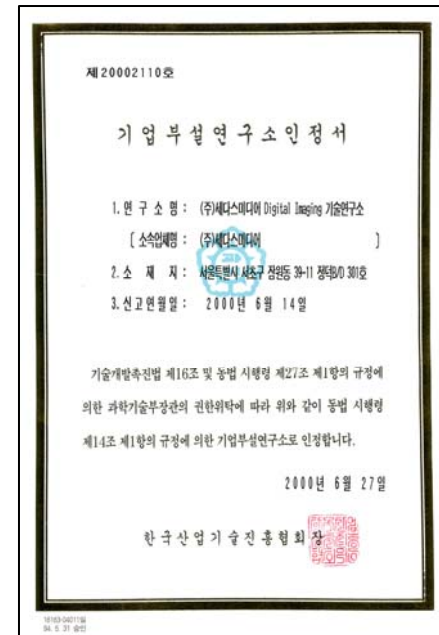 제20002110호
기업부설연구소인정서
1. 연 구 소 명 : (주)세다스미디어 Digital Imaging 기술연구소
[ 소속업체명 : (주)세다스미디어 ]
2. 소 재 지 : 서울특별시 서초구 잠원동 39-11 정덕B/D 301호
3. 신고연월일 : 2000년 6월 14일
기술개발촉진법 제16조 및 동법 시행령 제27조 제1항의 규정에
의한 과학기술부장관의 권한위탁에 따라 위와 같이 동법 시행령
제14조 제1항의 규정에 의한 기업부설연구소로 인정합니다.
2000년 6월 27일
한국산업기술진흥협회장
94. 5. 31 승인